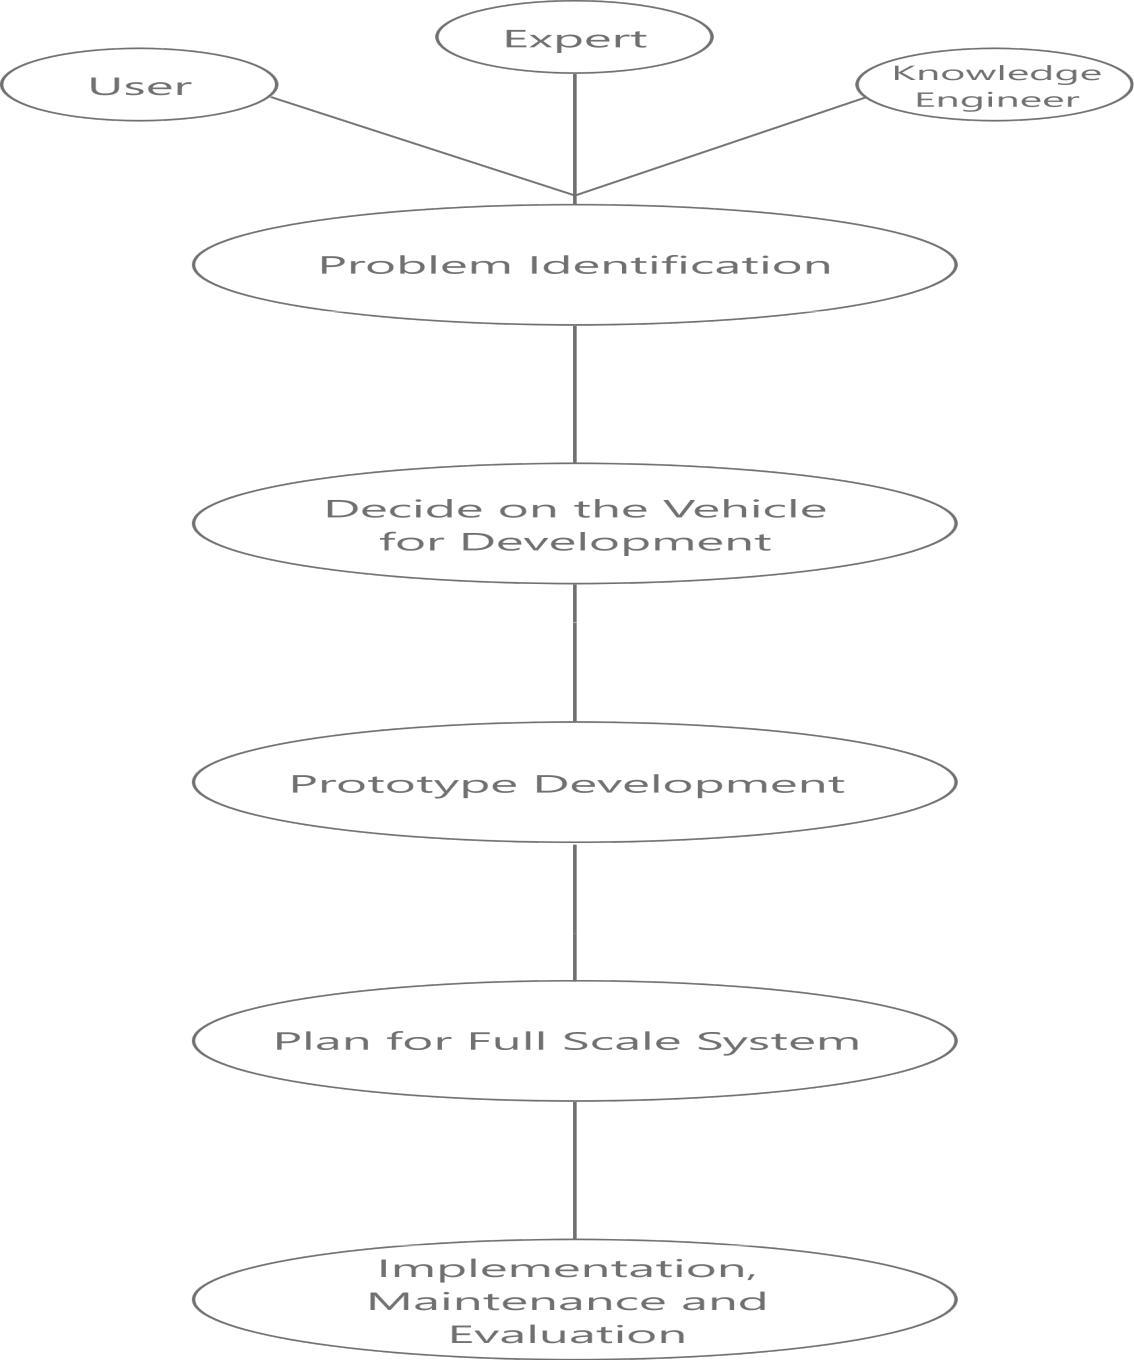 Expert
User
Knowledge
Engineer
Problem Identification
Decide on the Vehicle
for Development
Prototype Development
Plan for Full Scale System
Implementation,
Maintenance and
Evaluation